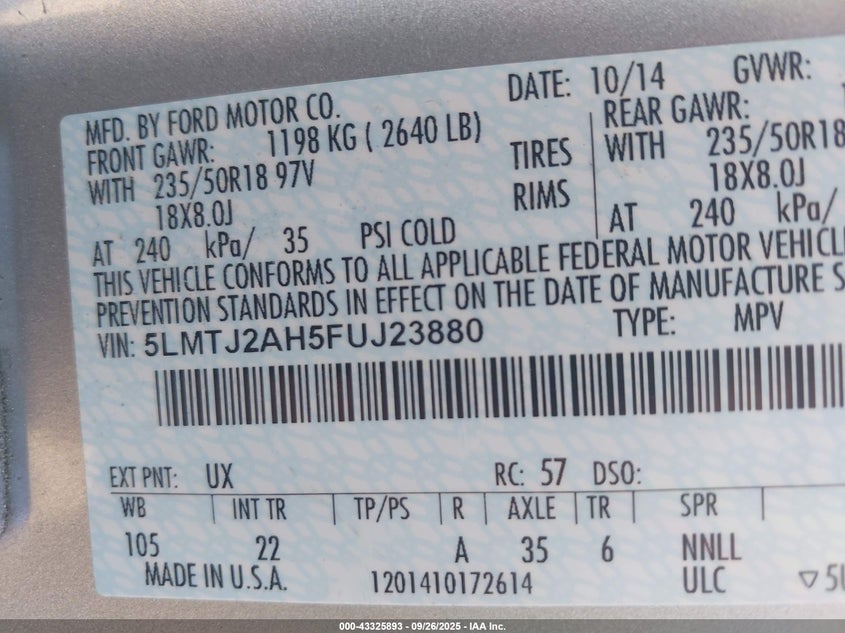 DATE: 10/14 GVWR:
MFD. BY FORD MOTOR CO.
FRONT GAWR: 1198 KG ( 2640 LB) REAR GAWR:
WITH 235/50R18 97V TIRES WITH 235/50R18
18X8.0J RIMS 18X8.0J
AT 240 kPa/ 35 PSI COLD AT 240 kPa/
THIS VEHICLE CONFORMS TO ALL APPLICABLE FEDERAL MOTOR VEHICL
PREVENTION STANDARDS IN EFFECT ON THE DATE OF MANUFACTURE S
VIN: 5LMTJ2AH5FUJ23880 TYPE: MPV
EXT PNT: UX RC: 57 DSO:
WB | INT TR | TP/PS | R | AXLE | TR | SPR |
105 22 A 35 6 NNLL
MADE IN U.S.A. 1201410172614 ULC ▽5U
000-43325893 - 09/26/2025 - IAA Inc.